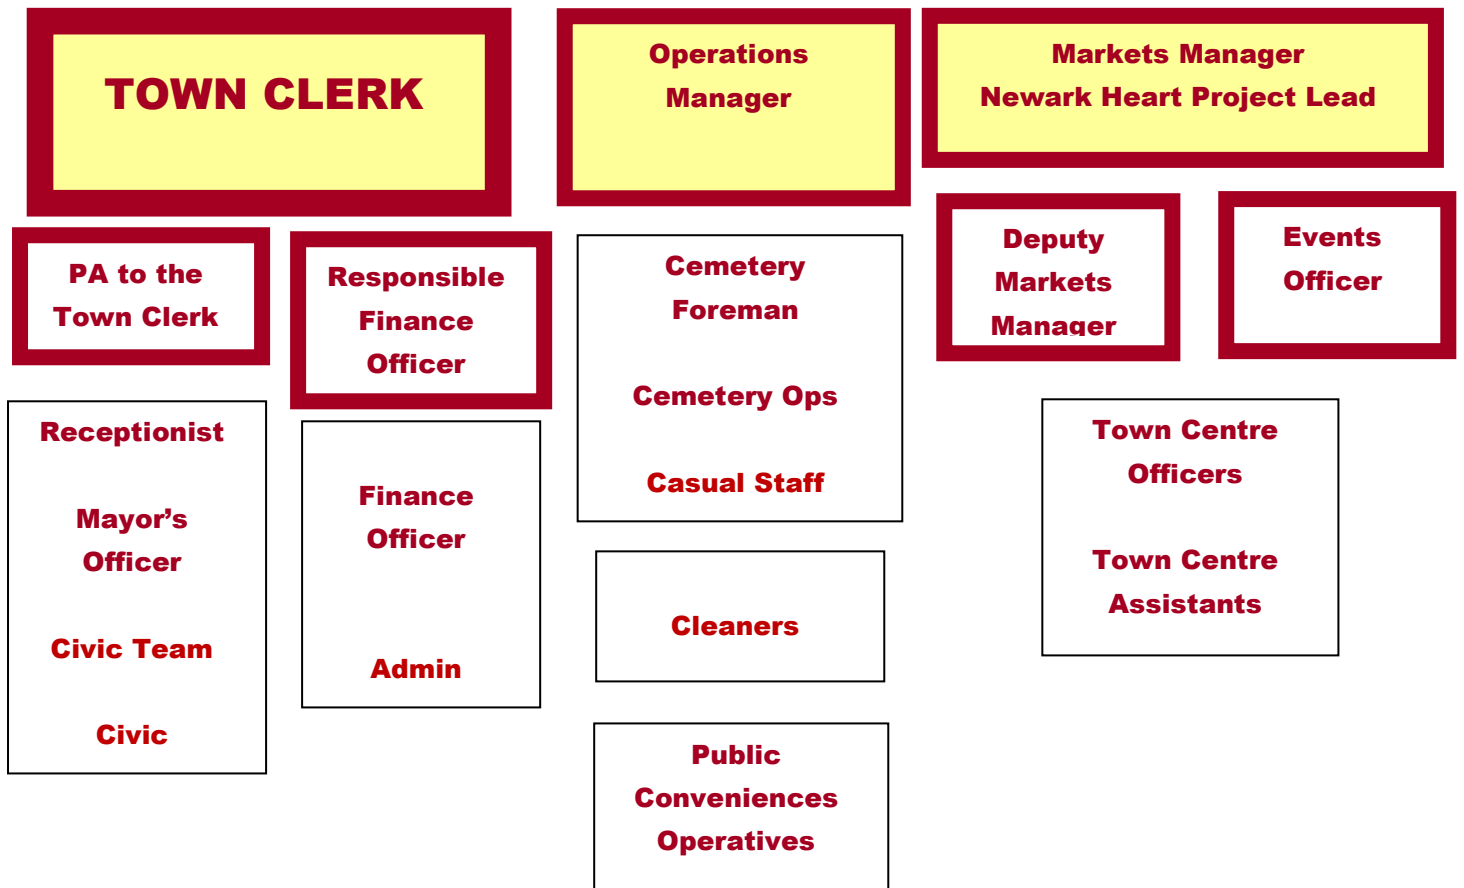 TOWN CLERK
Operations
Manager
Markets Manager
Newark Heart Project Lead
PA to the
Town Clerk
Responsible
Finance
Officer
Cemetery
Foreman
Cemetery Ops
Casual Staff
Deputy
Markets
Manager
Events
Officer
Receptionist
Mayor’s
Officer
Civic Team
Civic
Finance
Officer
Admin
Cleaners
Town Centre
Officers
Town Centre
Assistants
Public
Conveniences
Operatives